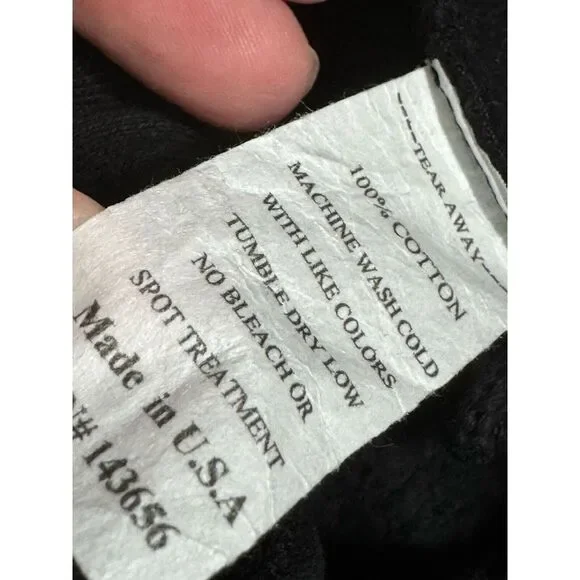 ----TEAR AWAY----
100% COTTON
MACHINE WASH COLD
WITH LIKE COLORS
TUMBLE DRY LOW
NO BLEACH OR
SPOT TREATMENT
Made in U.S.A
# 143656